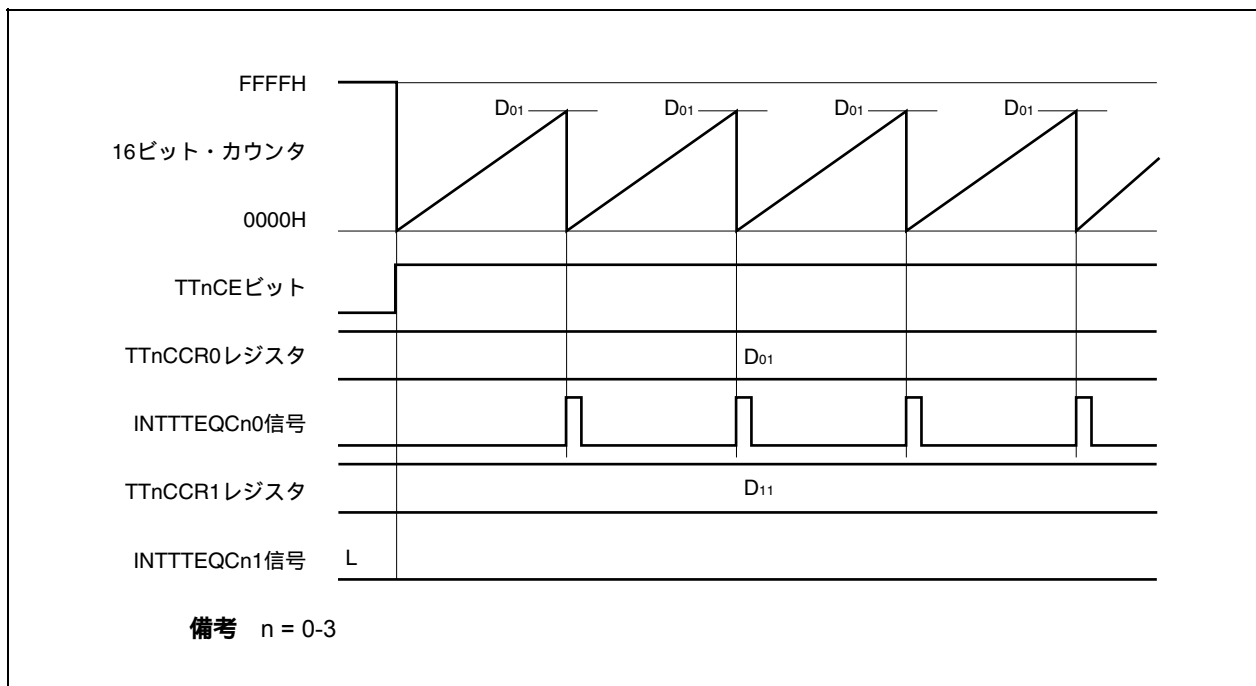 FFFFH
D01 D01 D01 D01
16ビット・カウンタ
0000H
TTnCEビット
TTnCCR0レジスタ D01
INTTTEQCn0信号
TTnCCR1レジスタ D11
INTTTEQCn1信号 L
備考 n = 0-3